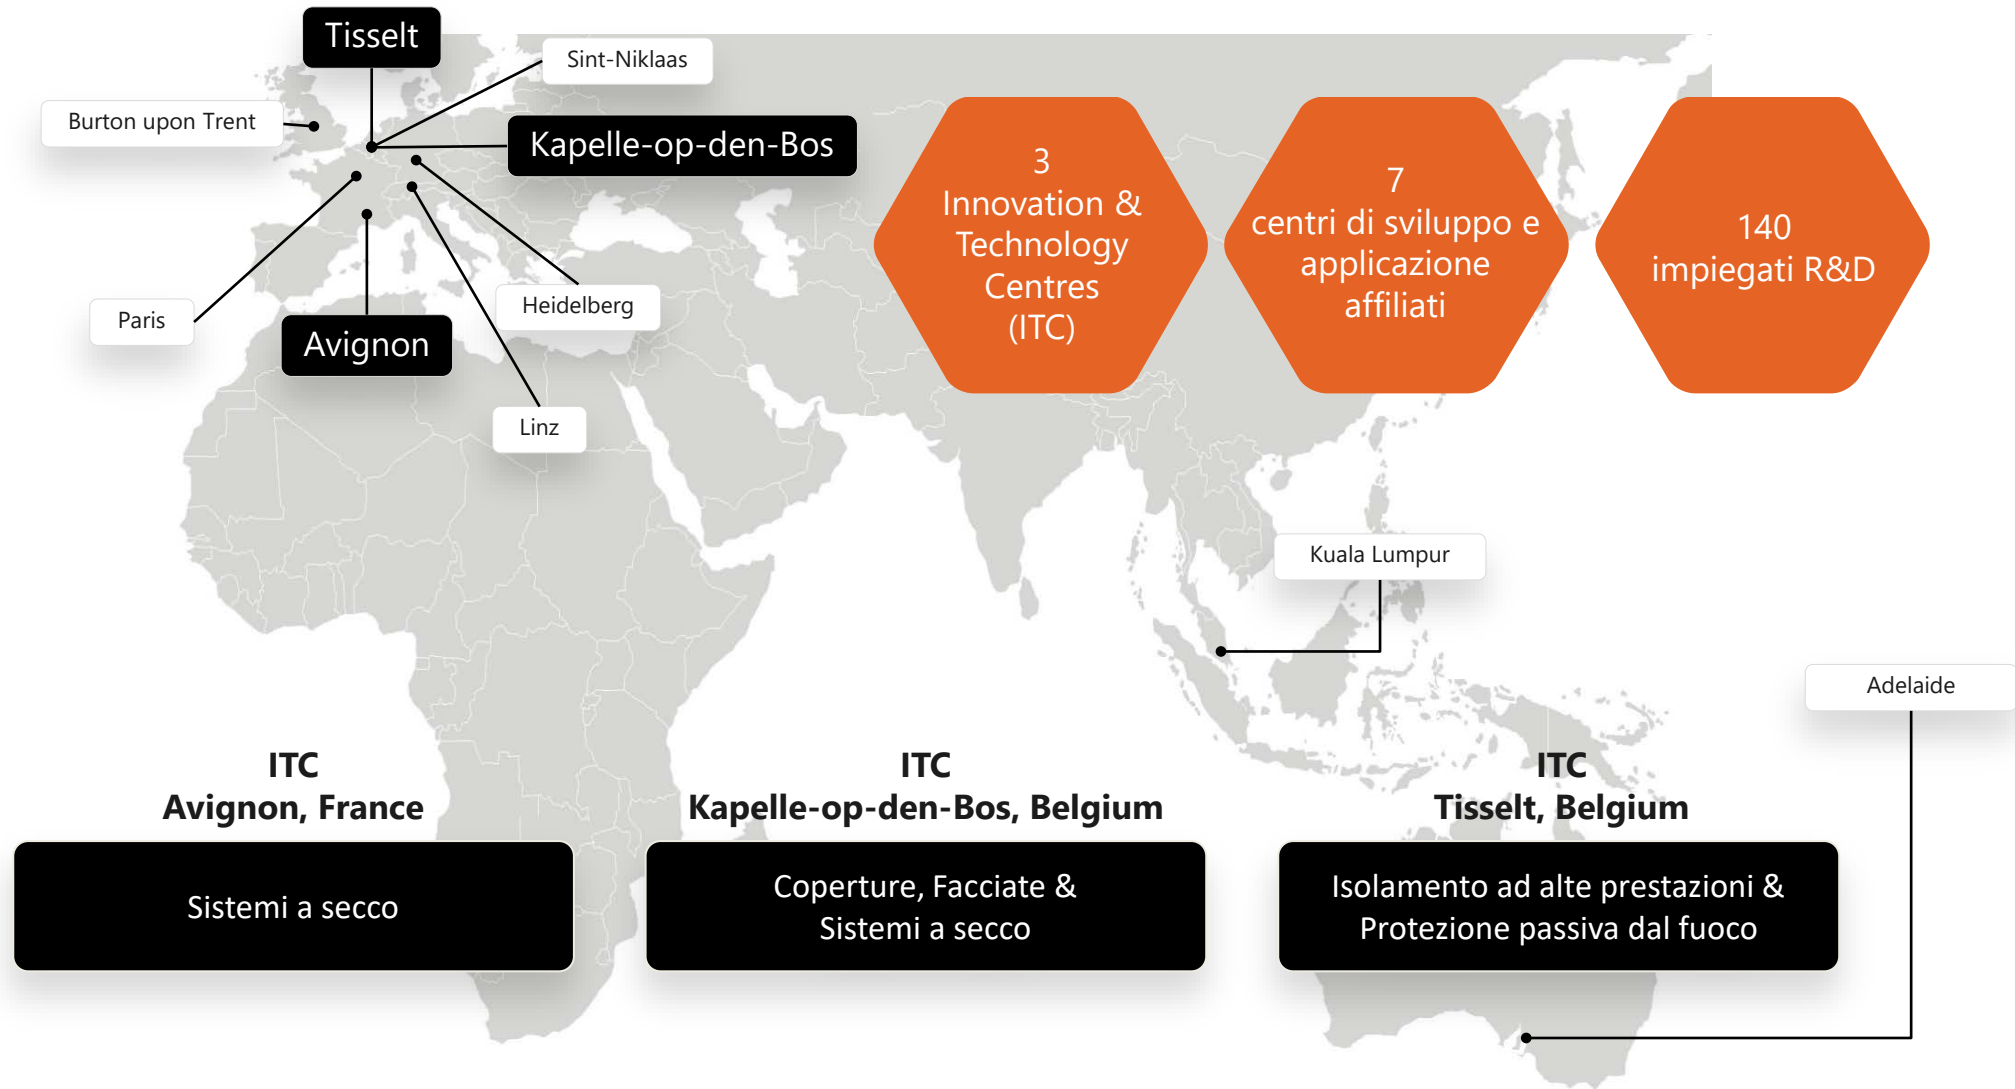 Tisselt
Sint-Niklaas
Burton upon Trent
Kapelle-op-den-Bos
3
Innovation &
Technology
Centres
(ITC)
7
centri di sviluppo e
applicazione
affiliati
140
impiegati R&D
Paris
Heidelberg
Avignon
Linz
Kuala Lumpur
Adelaide
ITC
Avignon, France
Sistemi a secco
ITC
Kapelle-op-den-Bos, Belgium
Coperture, Facciate &
Sistemi a secco
ITC
Tisselt, Belgium
Isolamento ad alte prestazioni &
Protezione passiva dal fuoco